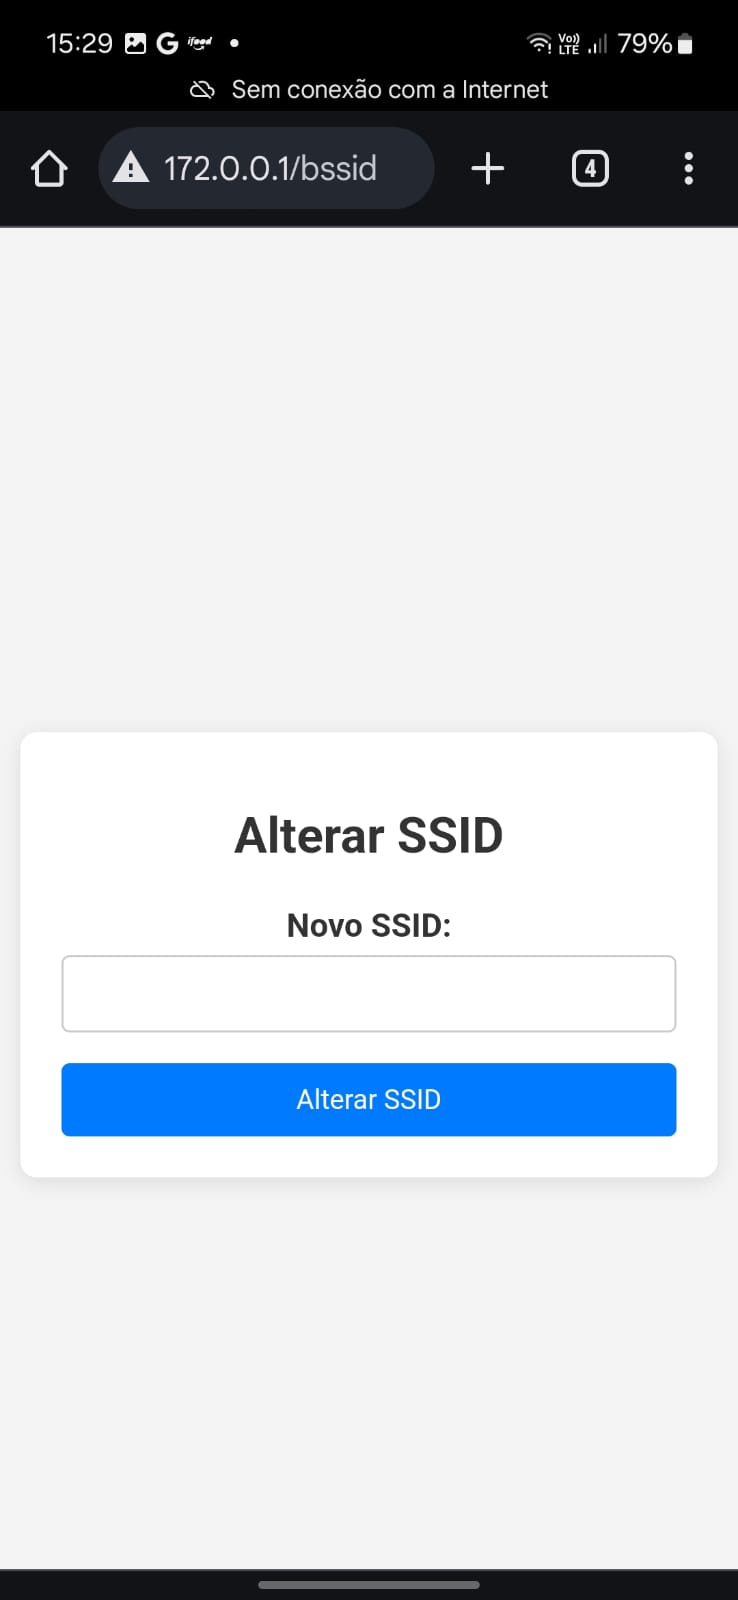 15:29 G ifood 79%
Vo)) LTE
Sem conexão com a Internet
172.0.0.1/bssid 4
Alterar SSID
Novo SSID:
Alterar SSID